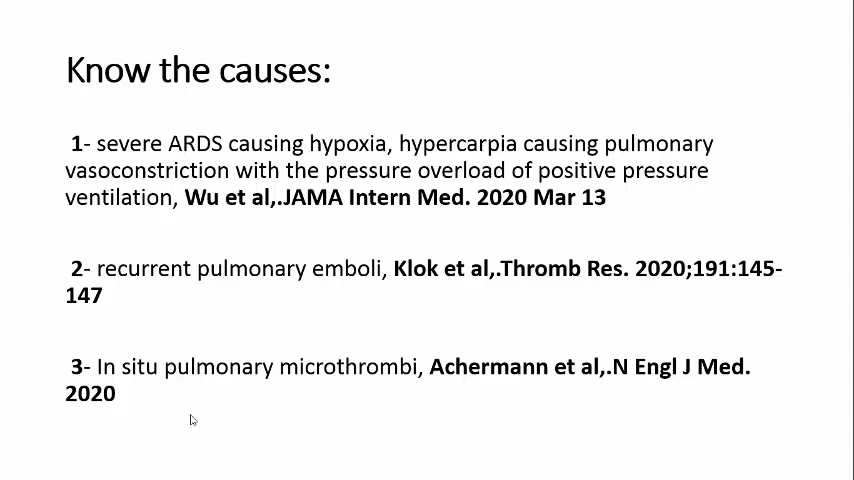 Know the causes:
1- severe ARDS causing hypoxia, hypercarpia causing pulmonary
vasoconstriction with the pressure overload of positive pressure
ventilation, Wu et al,.JAMA Intern Med. 2020 Mar 13
2- recurrent pulmonary emboli, Klok et al,.Thromb Res. 2020;191:145-
147
3- In situ pulmonary microthrombi, Achermann et al,.N Engl J Med.
2020